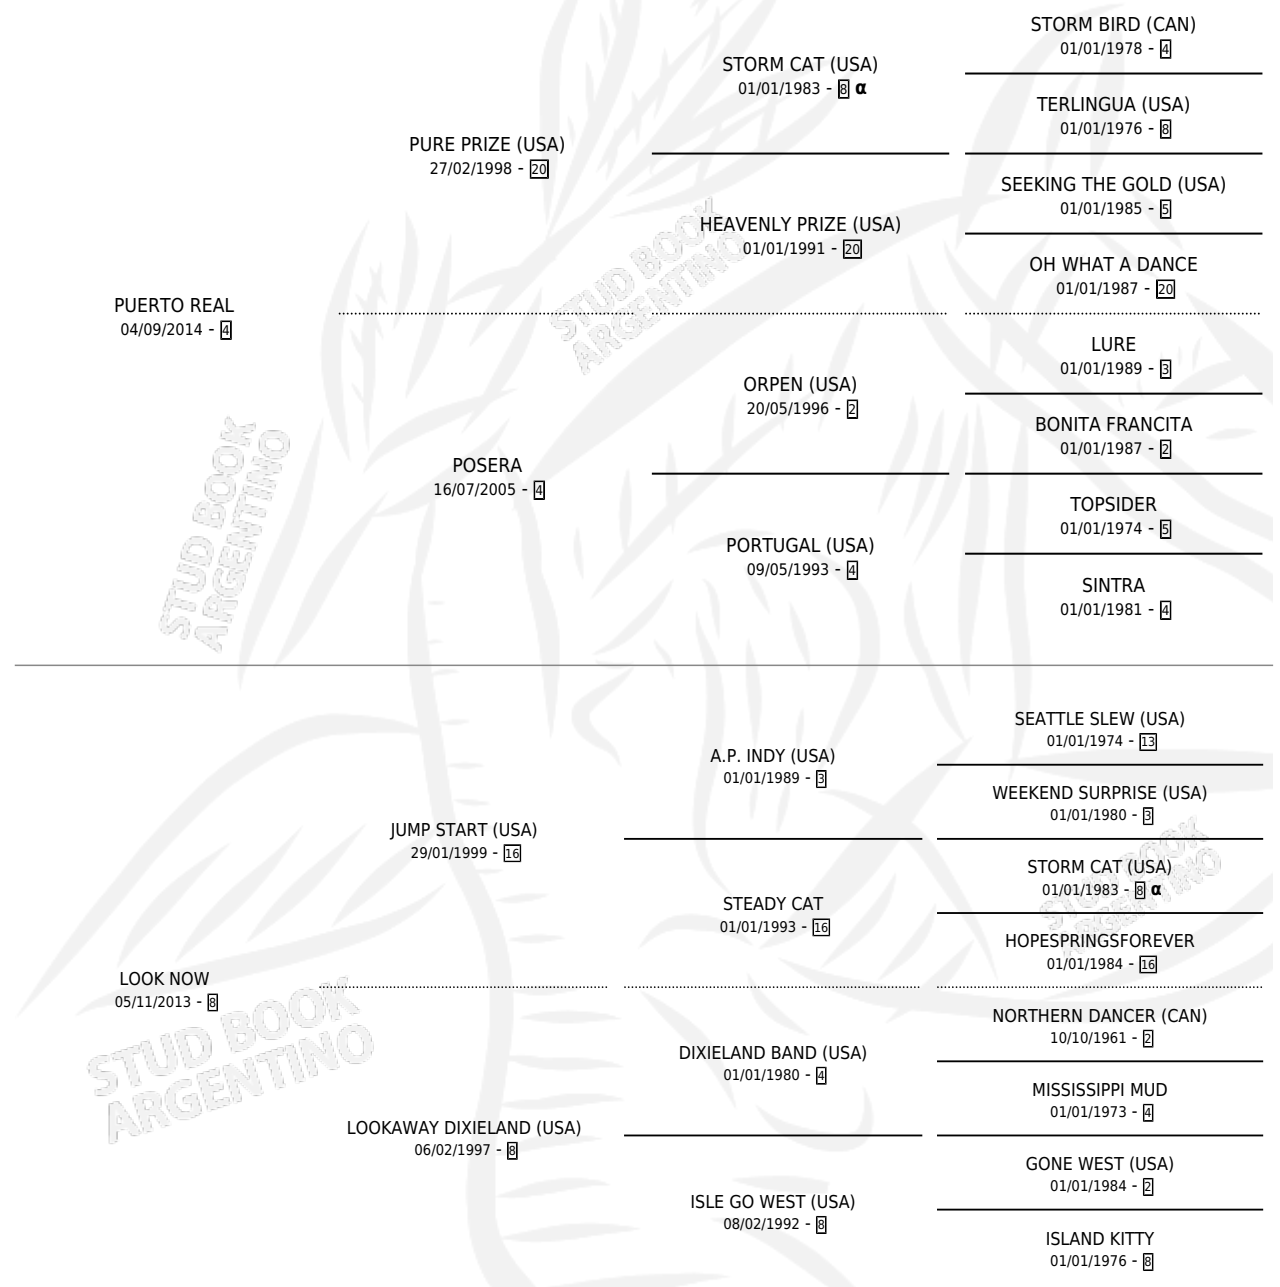 STORM BIRD (CAN)
01/01/1978 - 4
STORM CAT (USA)
01/01/1983 - 8 α
TERLINGUA (USA)
01/01/1976 - 8
PURE PRIZE (USA)
27/02/1998 - 20
SEEKING THE GOLD (USA)
01/01/1985 - 5
HEAVENLY PRIZE (USA)
01/01/1991 - 20
OH WHAT A DANCE
01/01/1987 - 20
PUERTO REAL
04/09/2014 - 4
LURE
01/01/1989 - 3
ORPEN (USA)
20/05/1996 - 2
BONITA FRANCITA
01/01/1987 - 2
POSERA
16/07/2005 - 4
TOPSIDER
01/01/1974 - 5
PORTUGAL (USA)
09/05/1993 - 4
SINTRA
01/01/1981 - 4
STUD BOOK
ARGENTINO
STUD BOOK
ARGENTINO
SEATTLE SLEW (USA)
01/01/1974 - 13
A.P. INDY (USA)
01/01/1989 - 3
WEEKEND SURPRISE (USA)
01/01/1980 - 3
JUMP START (USA)
29/01/1999 - 16
STORM CAT (USA)
01/01/1983 - 8 α
STEADY CAT
01/01/1993 - 16
HOPESPRINGSFOREVER
01/01/1984 - 16
LOOK NOW
05/11/2013 - 8
NORTHERN DANCER (CAN)
10/10/1961 - 2
DIXIELAND BAND (USA)
01/01/1980 - 4
MISSISSIPPI MUD
01/01/1973 - 4
LOOKAWAY DIXIELAND (USA)
06/02/1997 - 8
GONE WEST (USA)
01/01/1984 - 2
ISLE GO WEST (USA)
08/02/1992 - 8
ISLAND KITTY
01/01/1976 - 8
STUD BOOK
ARGENTINO
STUD BOOK
ARGENTINO